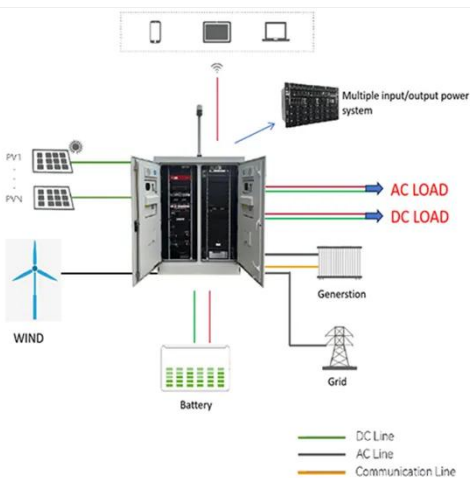 Multiple input/output power
system
PV1
PVN
AC LOAD
DC LOAD
WIND
Generstion
Grid
Battery
DC Line
AC Line
Communication Line